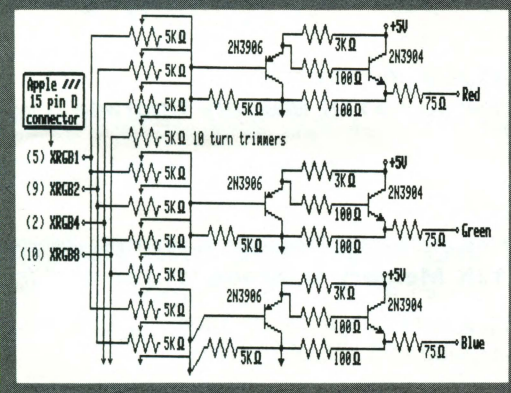 +5V
5KΩ
2N3906
3KΩ
2N3904
Apple ///
15 pin D
connector
5KΩ
100Ω
5KΩ
5KΩ
100Ω
75Ω
Red
5KΩ 10 turn trimmers
+5V
(5) XRGB1
5KΩ
2N3906
3KΩ
2N3904
(9) XRGB2
5KΩ
100Ω
(2) XRGB4
5KΩ
5KΩ
100Ω
75Ω
Green
(10) XRGB8
5KΩ
+5V
5KΩ
2N3906
3KΩ
2N3904
5KΩ
100Ω
5KΩ
100Ω
75Ω
Blue